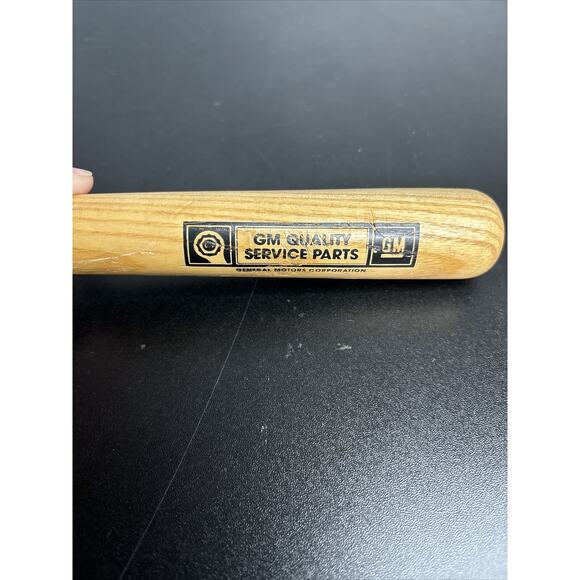 GM QUALITY
SERVICE PARTS
GM
GENERAL MOTORS CORPORATION